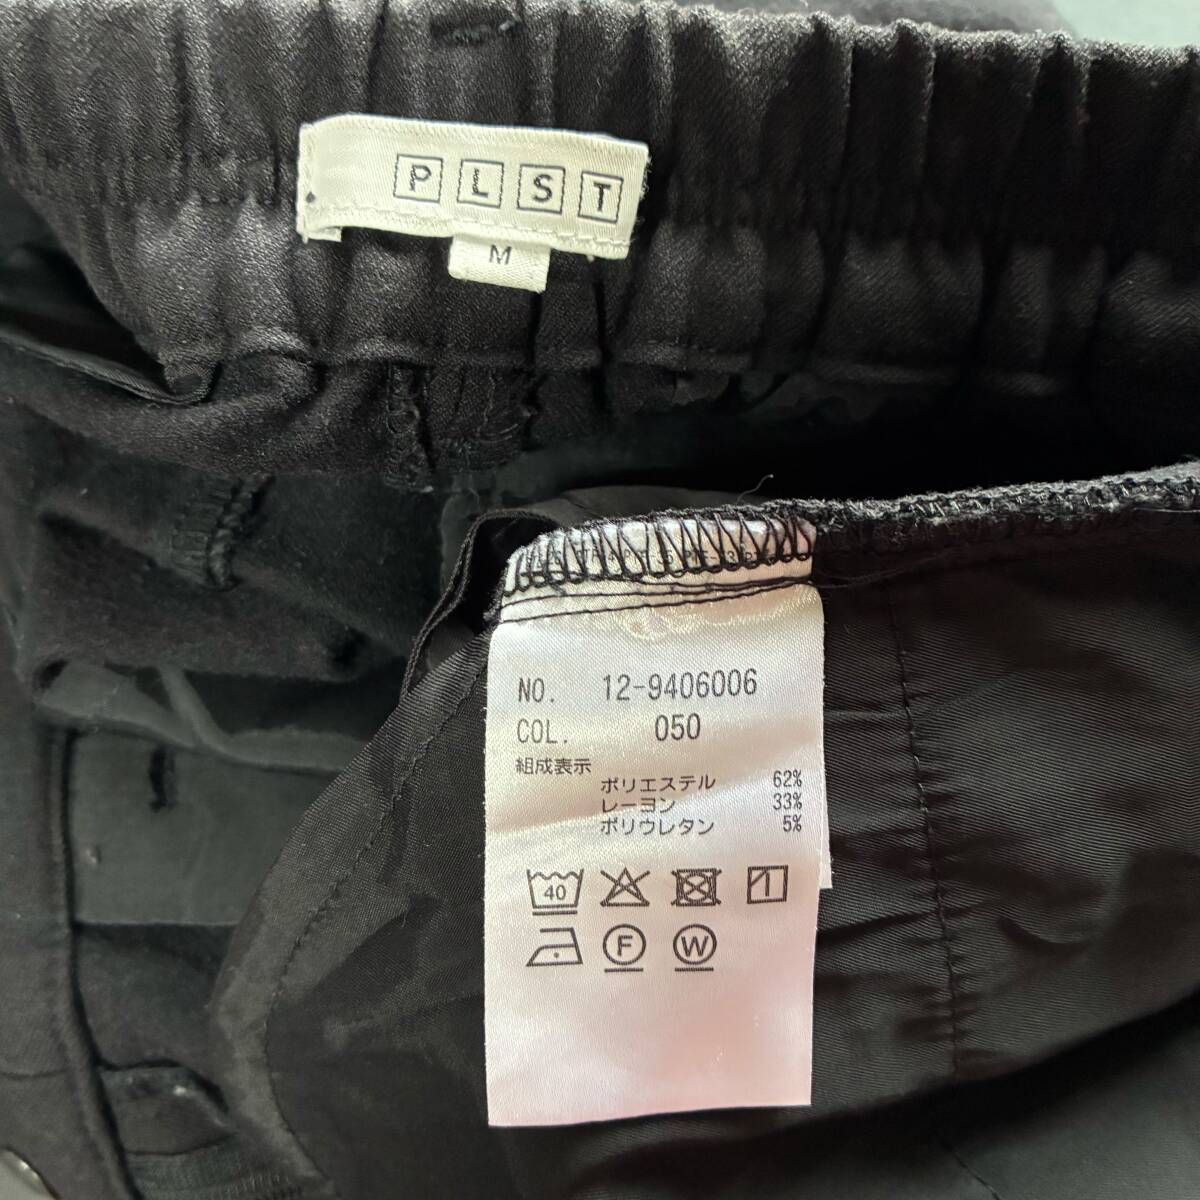 PLST
M
NO. 12-9406006
COL. 050
組成表示
ポリエステル 62%
レーヨン 33%
ポリウレタン 5%
40
F W